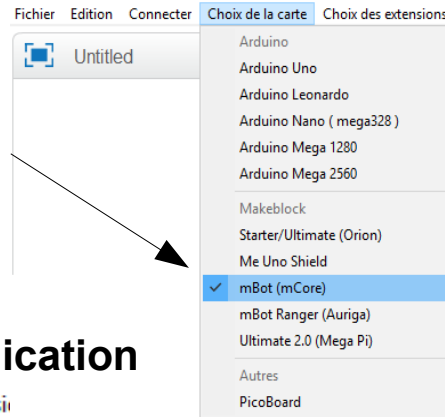 Fichier Edition Connecter Choix de la carte Choix des extensions
Untitled
Arduino
Arduino Uno
Arduino Leonardo
Arduino Nano ( mega328 )
Arduino Mega 1280
Arduino Mega 2560
Makeblock
Starter/Ultimate (Orion)
Me Uno Shield
mBot (mCore)
mBot Ranger (Auriga)
Ultimate 2.0 (Mega Pi)
ication
Autres
PicoBoard